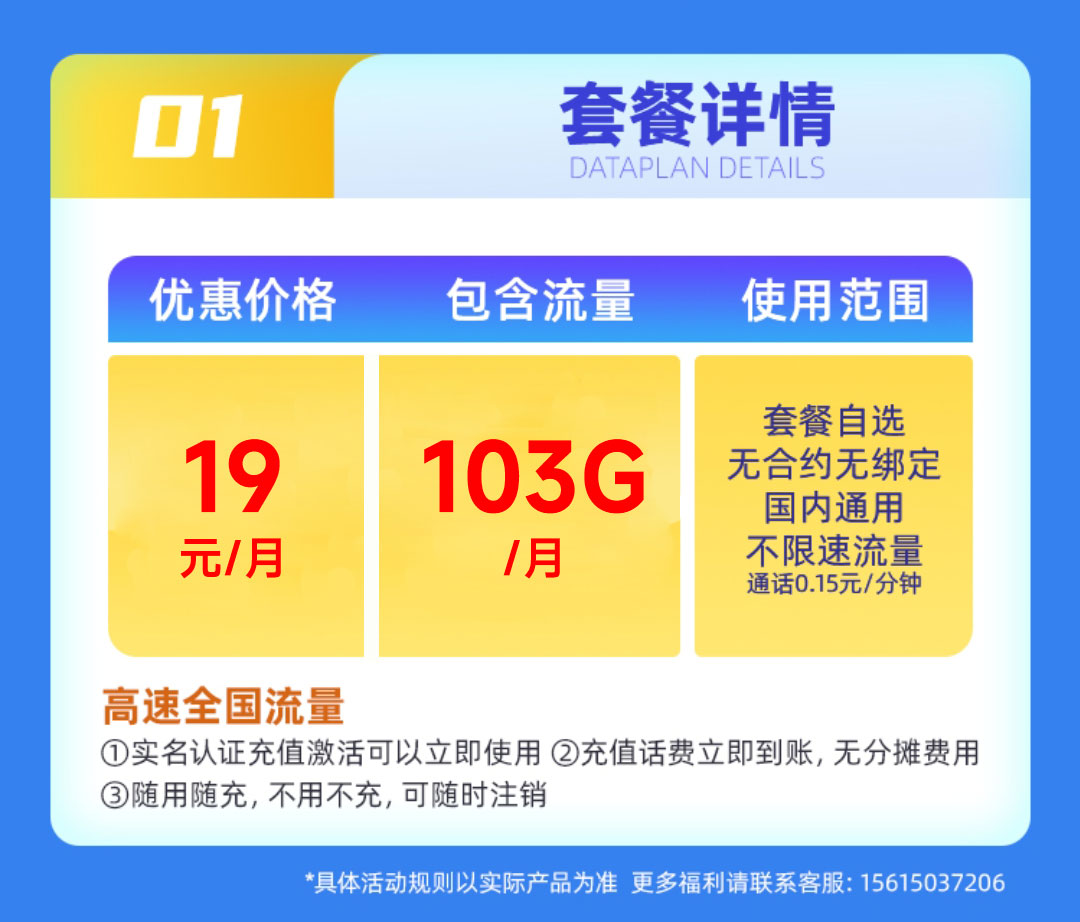 01
套餐详情
DATAPLAN DETAILS
优惠价格 包含流量 使用范围
19
元/月
103G
/月
套餐自选
无合约无绑定
国内通用
不限速流量
通话0.15元/分钟
高速全国流量
①实名认证充值激活可以立即使用 ②充值话费立即到账, 无分摊费用
③随用随充, 不用不充, 可随时注销
*具体活动规则以实际产品为准 更多福利请联系客服: 15615037206